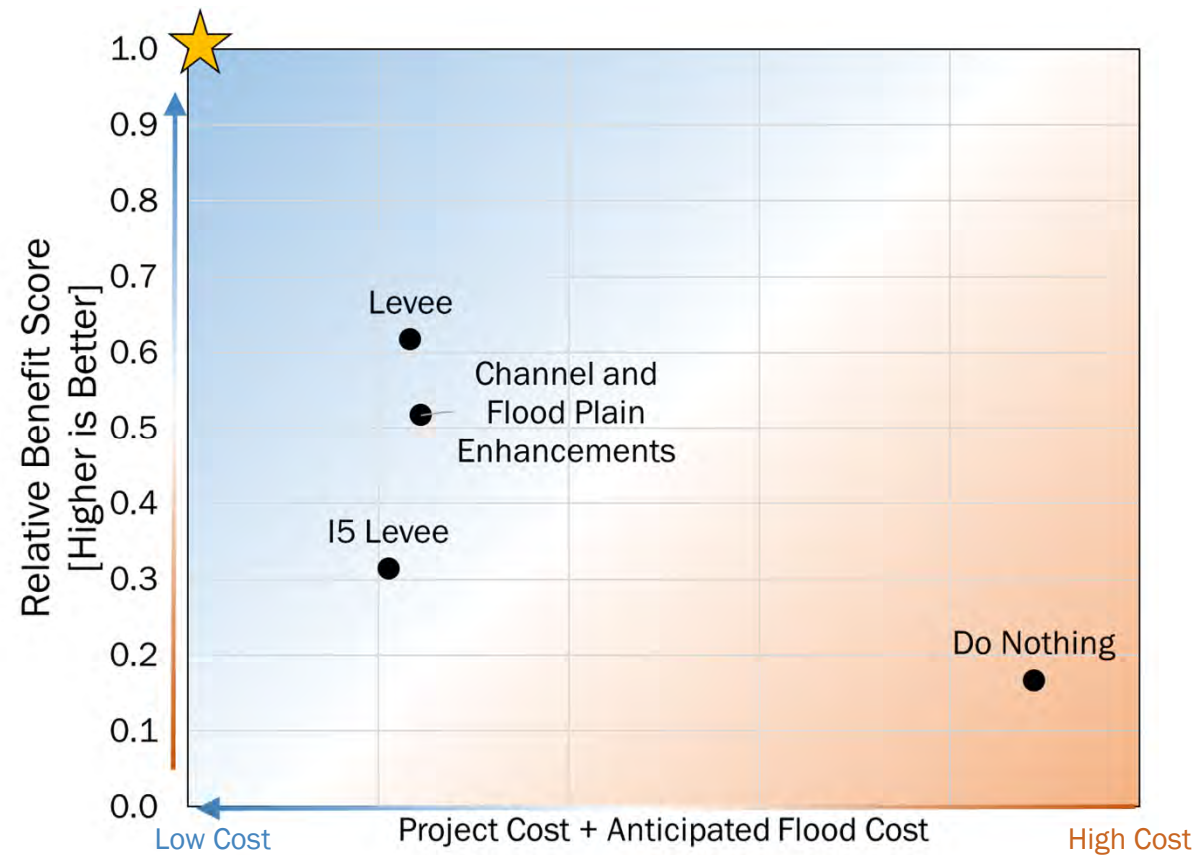 1.0
0.9
0.8
0.7
0.6
0.5
0.4
0.3
0.2
0.1
0.0
Relative Benefit Score
[Higher is Better]
Levee
Channel and
Flood Plain
Enhancements
I5 Levee
Do Nothing
Low Cost
Project Cost + Anticipated Flood Cost
High Cost